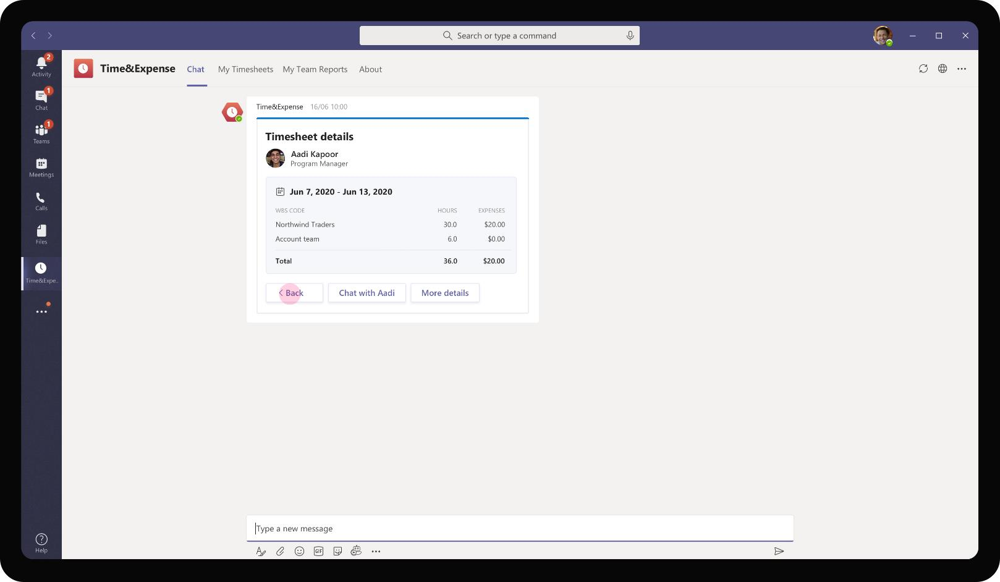 Search or type a command
2
Activity
1
Chat
1
Teams
Meetings
Calls
Files
Time&Expe..
Help
Time&Expense Chat My Timesheets My Team Reports About
Time&Expense 16/06 10:00
Timesheet details
Aadi Kapoor
Program Manager
Jun 7, 2020 - Jun 13, 2020
WBS CODE HOURS EXPENSES
Northwind Traders 30.0 $20.00
Account team 6.0 $0.00
Total 36.0 $20.00
< Back Chat with Aadi More details
Type a new message
GIF